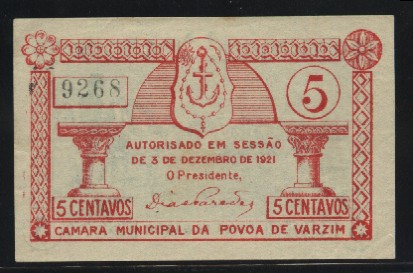 9268
5
AUTORISADO EM SESSÃO
DE 3 DE DEZEMBRO DE 1921
O Presidente,
5 CENTAVOS
5 CENTAVOS
CAMARA MUNICIPAL DA POVOA DE VARZIM